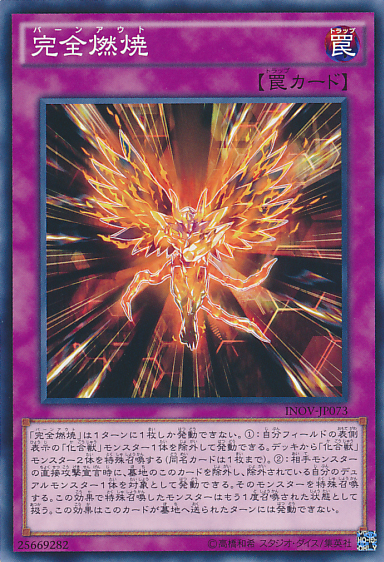 バーンアウト
完全燃焼
トラップ
罠
【罠カード】
トラップ
INOV-JP073
「完全燃焼」は1ターンに1枚しか発動できない。①:自分フィールドの表側
表示の「化合獣」モンスター1体を除外して発動できる。デッキから「化合獣」
モンスター2体を特殊召喚する(同名カードは1枚まで)。②:相手モンスター
の直接攻撃宣言時に、墓地のこのカードを除外し、除外されている自分のデュ
アルモンスター1体を対象として発動できる。そのモンスターを特殊召喚
する。この効果で特殊召喚したモンスターはもう1度召喚された状態として
扱う。この効果はこのカードが墓地へ送られたターンには発動できない。
25669282
©高橋和希 スタジオ・ダイス/集英社